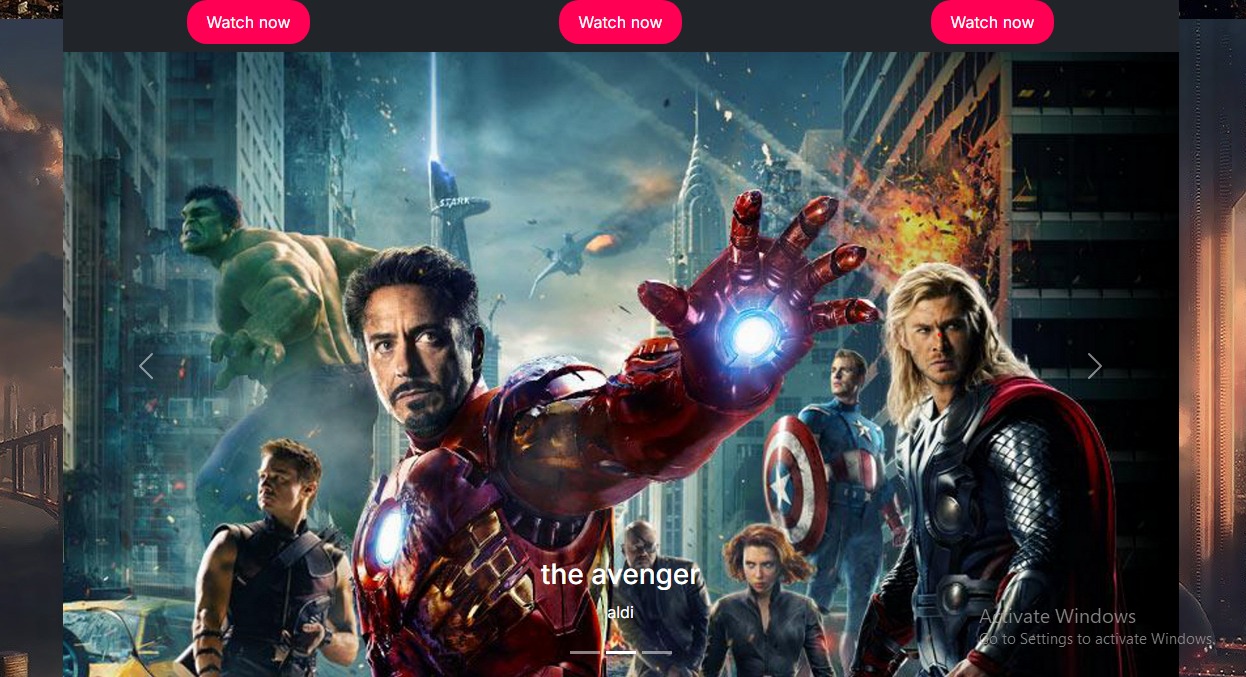 Watch now Watch now Watch now
STARK
the avenger
aldi
Activate Windows
Go to Settings to activate Windows.